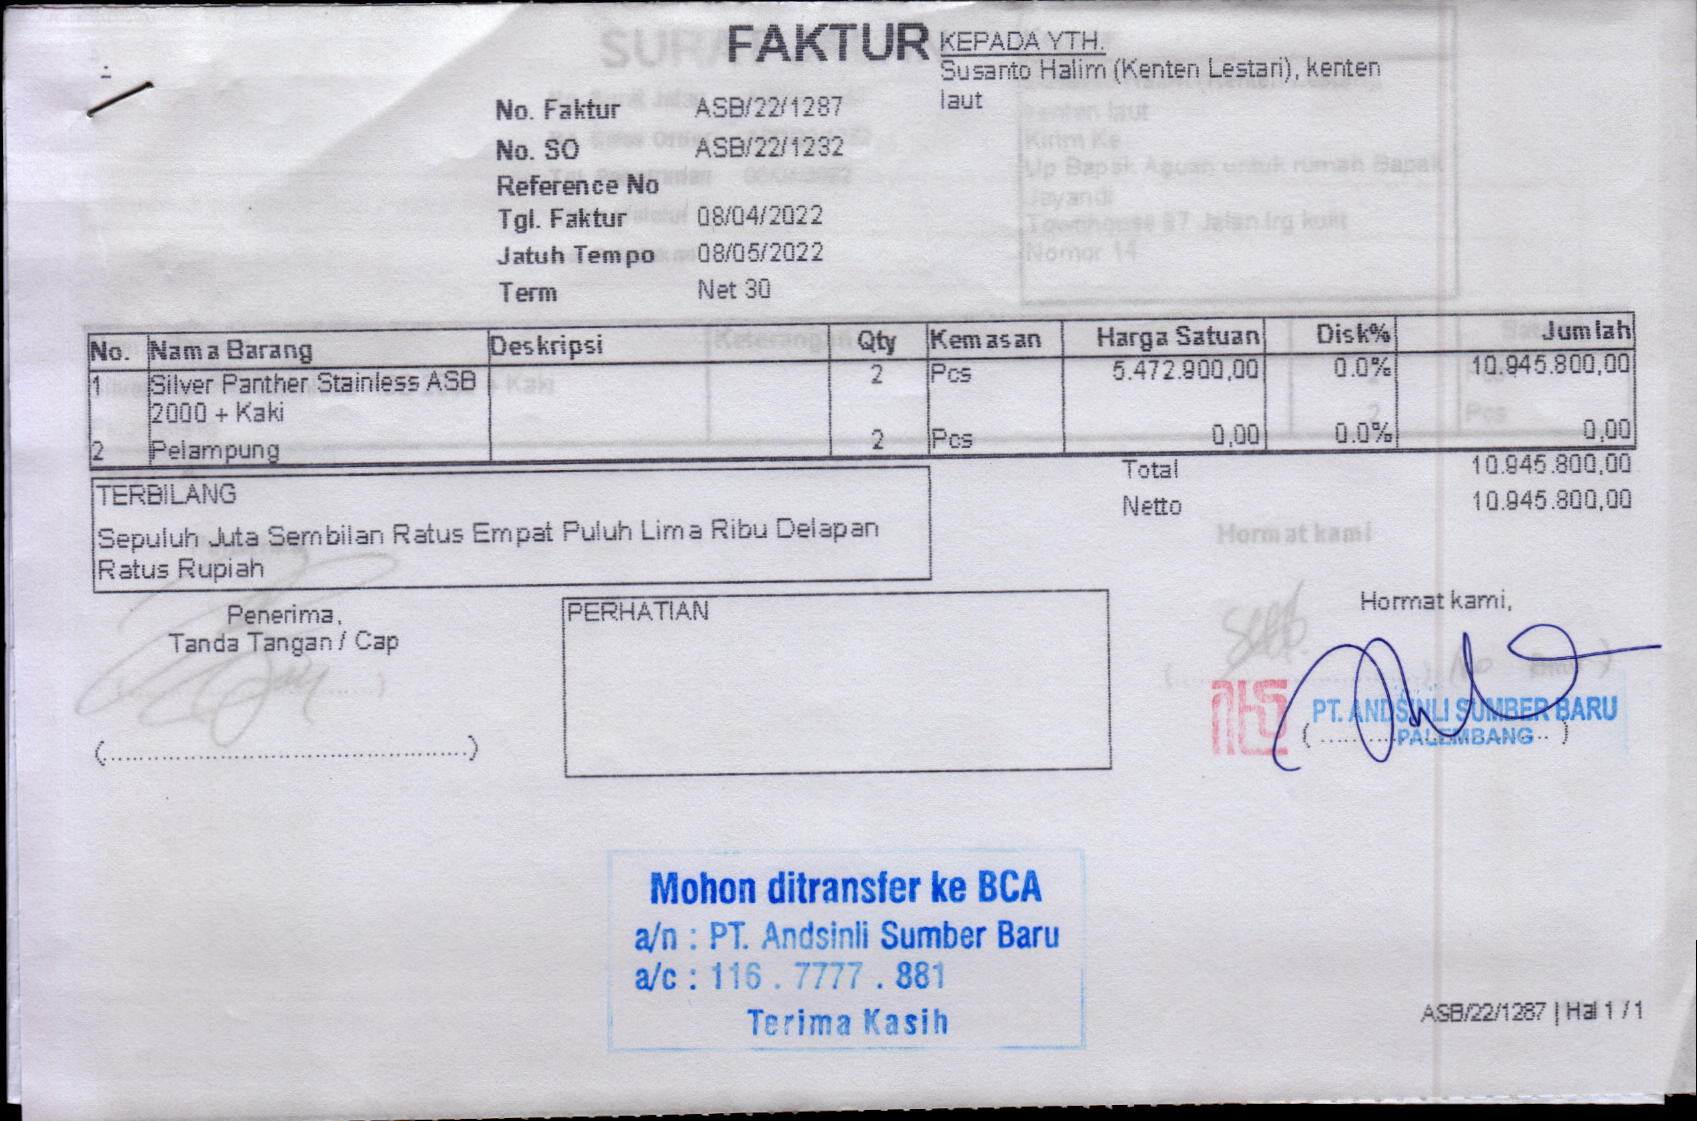 FAKTUR
KEPADA YTH.
Susanto Halim (Kenten Lestari), kenten
laut
No. Faktur ASB/22/1287
No. SO ASB/22/1232
Reference No
Tgl. Faktur 08/04/2022
Jatuh Tempo 08/05/2022
Term Net 30
No. Nama Barang Deskripsi Qty Kemasan Harga Satuan Disk% Jumlah
1 Silver Panther Stainless ASB 2 Pcs 5.472.900,00 0.0% 10.945.800,00
2000 + Kaki
2 Pelampung 2 Pcs 0,00 0.0% 0,00
Total 10.945.800,00
Netto 10.945.800,00
TERBILANG
Sepuluh Juta Sembilan Ratus Empat Puluh Lima Ribu Delapan
Ratus Rupiah
Penerima,
Tanda Tangan / Cap
(...............................................)
PERHATIAN
Hormat kami,
PT. ANDSINLI SUMBER BARU
PALEMBANG
Mohon ditransfer ke BCA
a/n : PT. Andsinli Sumber Baru
a/c : 116 . 7777 . 881
Terima Kasih
ASB/22/1287 | Hal 1 / 1